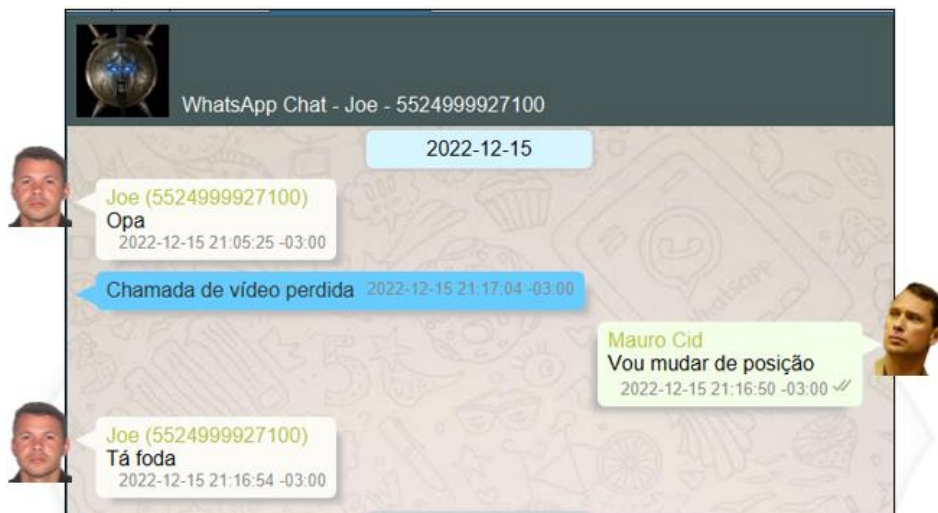 WhatsApp Chat - Joe - 5524999927100
2022-12-15
Joe (5524999927100)
Opa
2022-12-15 21:05:25 -03:00
Chamada de vídeo perdida 2022-12-15 21:17:04 -03:00
Mauro Cid
Vou mudar de posição
2022-12-15 21:16:50 -03:00
Joe (5524999927100)
Tá foda
2022-12-15 21:16:54 -03:00